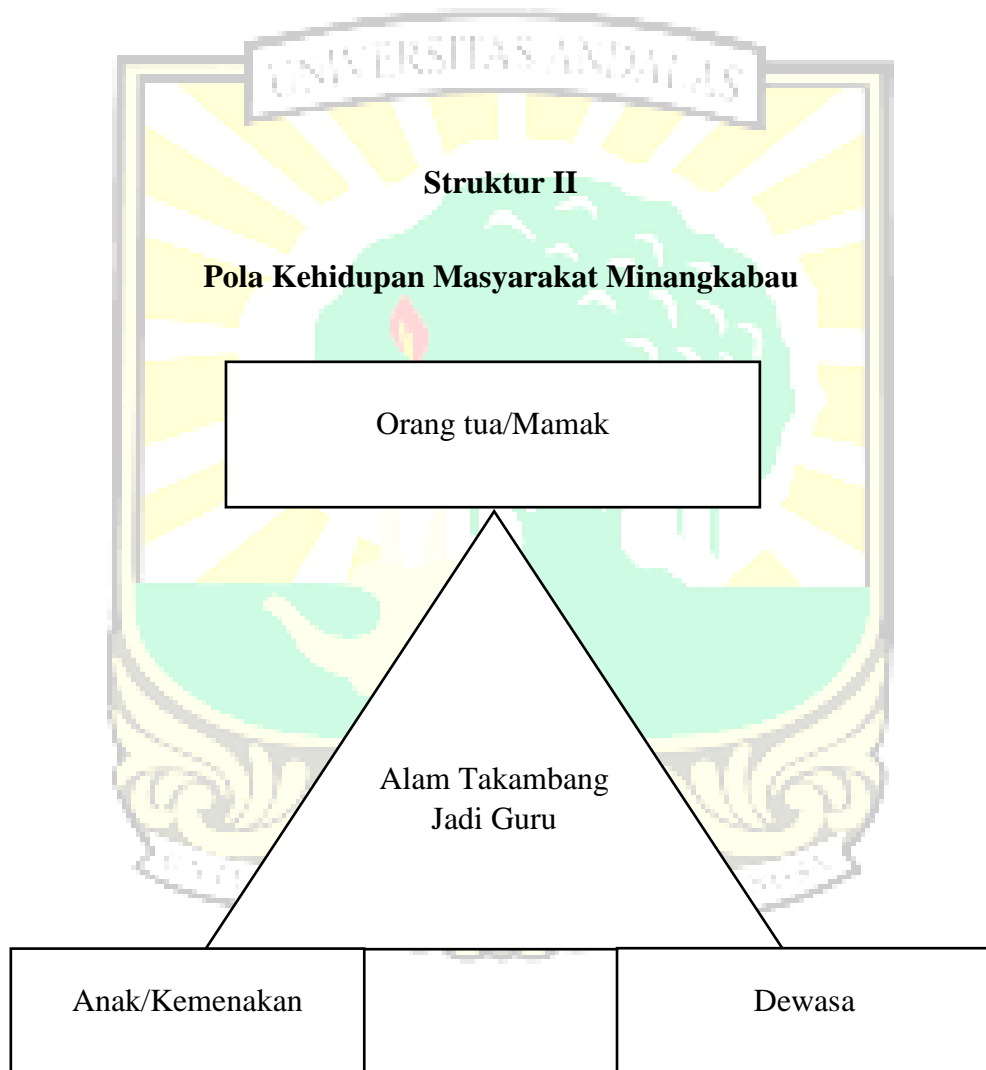 UNIVERSITAS ANDALAS
Struktur II
Pola Kehidupan Masyarakat Minangkabau
Orang tua/Mamak
Alam Takambang
Jadi Guru
Anak/Kemenakan
Dewasa